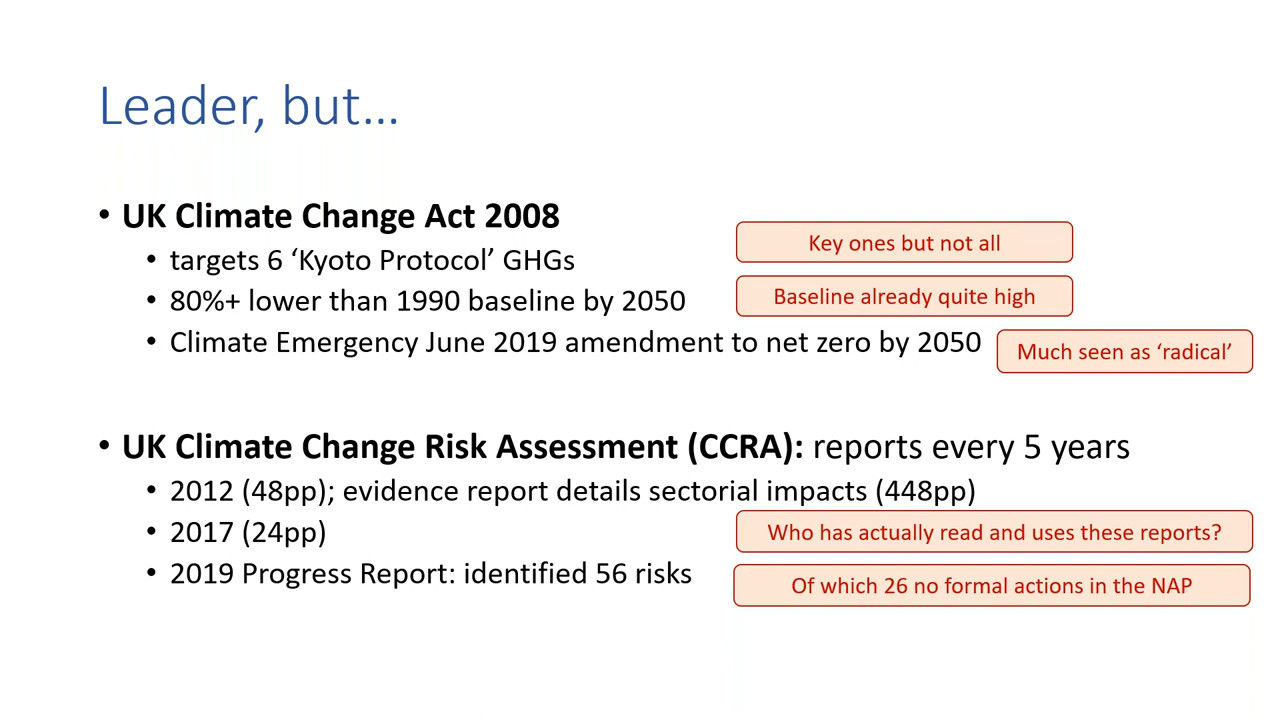 Leader, but...
• UK Climate Change Act 2008
• targets 6 ‘Kyoto Protocol’ GHGs
Key ones but not all
• 80%+ lower than 1990 baseline by 2050
Baseline already quite high
• Climate Emergency June 2019 amendment to net zero by 2050
Much seen as ‘radical’
• UK Climate Change Risk Assessment (CCRA): reports every 5 years
• 2012 (48pp); evidence report details sectorial impacts (448pp)
• 2017 (24pp)
Who has actually read and uses these reports?
• 2019 Progress Report: identified 56 risks
Of which 26 no formal actions in the NAP